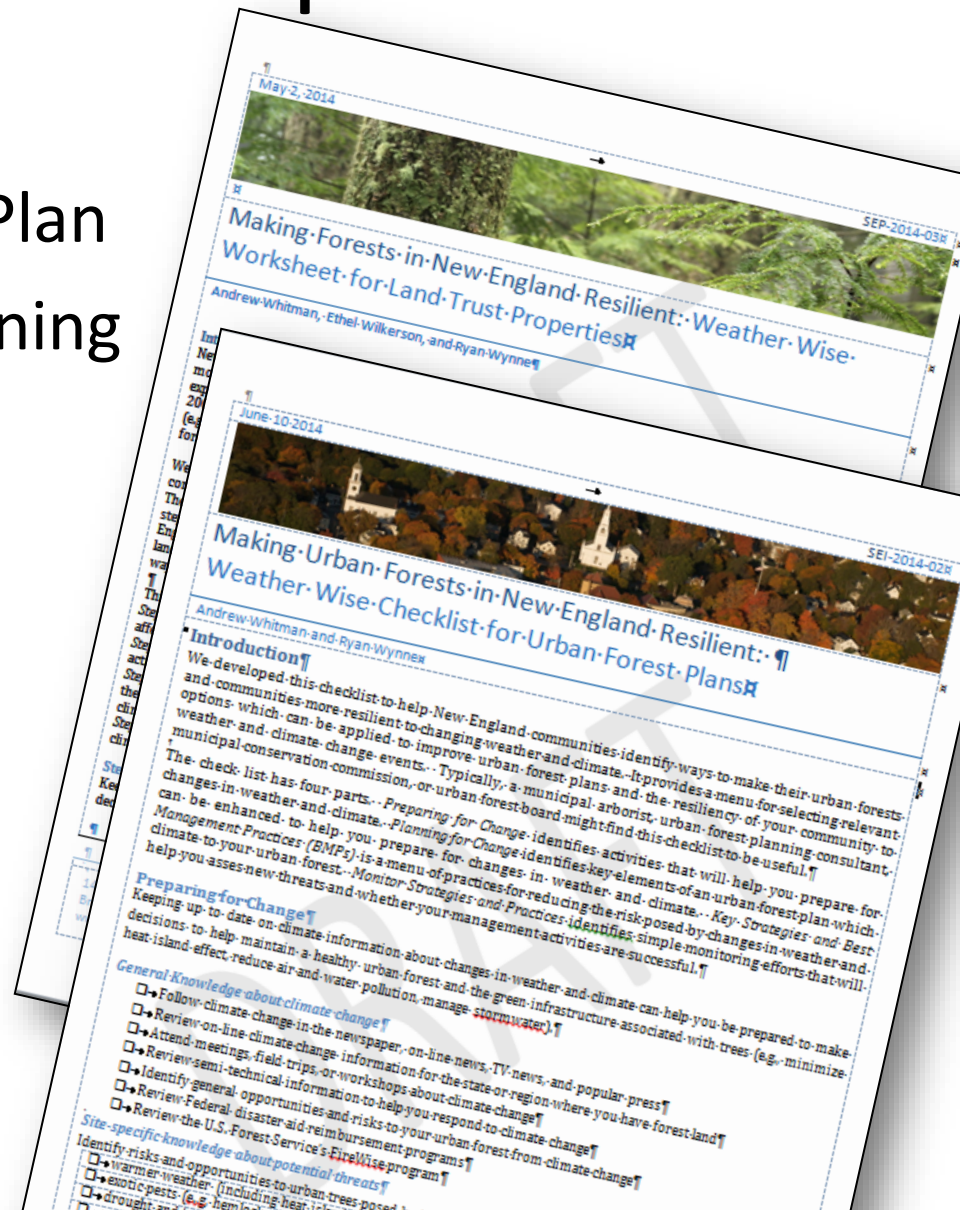 Plan
ning
May 2, 2014
SEP-2014-03
Making Forests in New England Resilient: Weather Wise
Worksheet for Land Trust Properties
Andrew Whitman, Ethel Wilkerson, and Ryan Wynne
June 10 2014
SEI-2014-02
Making Urban Forests in New England Resilient:
Weather Wise Checklist for Urban Forest Plans
Andrew Whitman and Ryan Wynne
Introduction
We developed this checklist to help New England communities identify ways to make their urban forests
and communities more resilient to changing weather and climate. It provides a menu for selecting relevant
options which can be applied to improve urban forest plans and the resiliency of your community to
weather and climate change events. Typically, a municipal arborist, urban forest planning consultant,
municipal conservation commission, or urban forest board might find this checklist to be useful.
The check list has four parts. Preparing for Change identifies activities that will help you prepare for
changes in weather and climate. Planning for Change identifies key elements of an urban forest plan which
can be enhanced to help you prepare for changes in weather and climate. Key Strategies and Best
Management Practices (BMPs) is a menu of practices for reducing the risk posed by changes in weather and
climate to your urban forest. Monitor Strategies and Practices identifies simple monitoring efforts that will
help you asses new threats and whether your management activities are successful.
Preparing for Change
Keeping up to date on climate information about changes in weather and climate can help you be prepared to make
decisions to help maintain a healthy urban forest and the green infrastructure associated with trees (e.g. minimize
heat island effect, reduce air and water pollution, manage stormwater).
General Knowledge about climate change
Follow climate change in the newspaper, on-line news, TV news, and popular press
Review on-line climate change information for the state or region where you have forest land
Attend meetings, field trips, or workshops about climate change
Review semi-technical information to help you respond to climate change
Identify general opportunities and risks to your urban forest from climate change
Review Federal disaster aid reimbursement programs
Review the U.S. Forest Service's FireWise program
Site-specific knowledge about potential threats
Identify risks and opportunities to urban trees posed
warmer weather (including heat
exotic pests (e.g.
drought
DRAFT